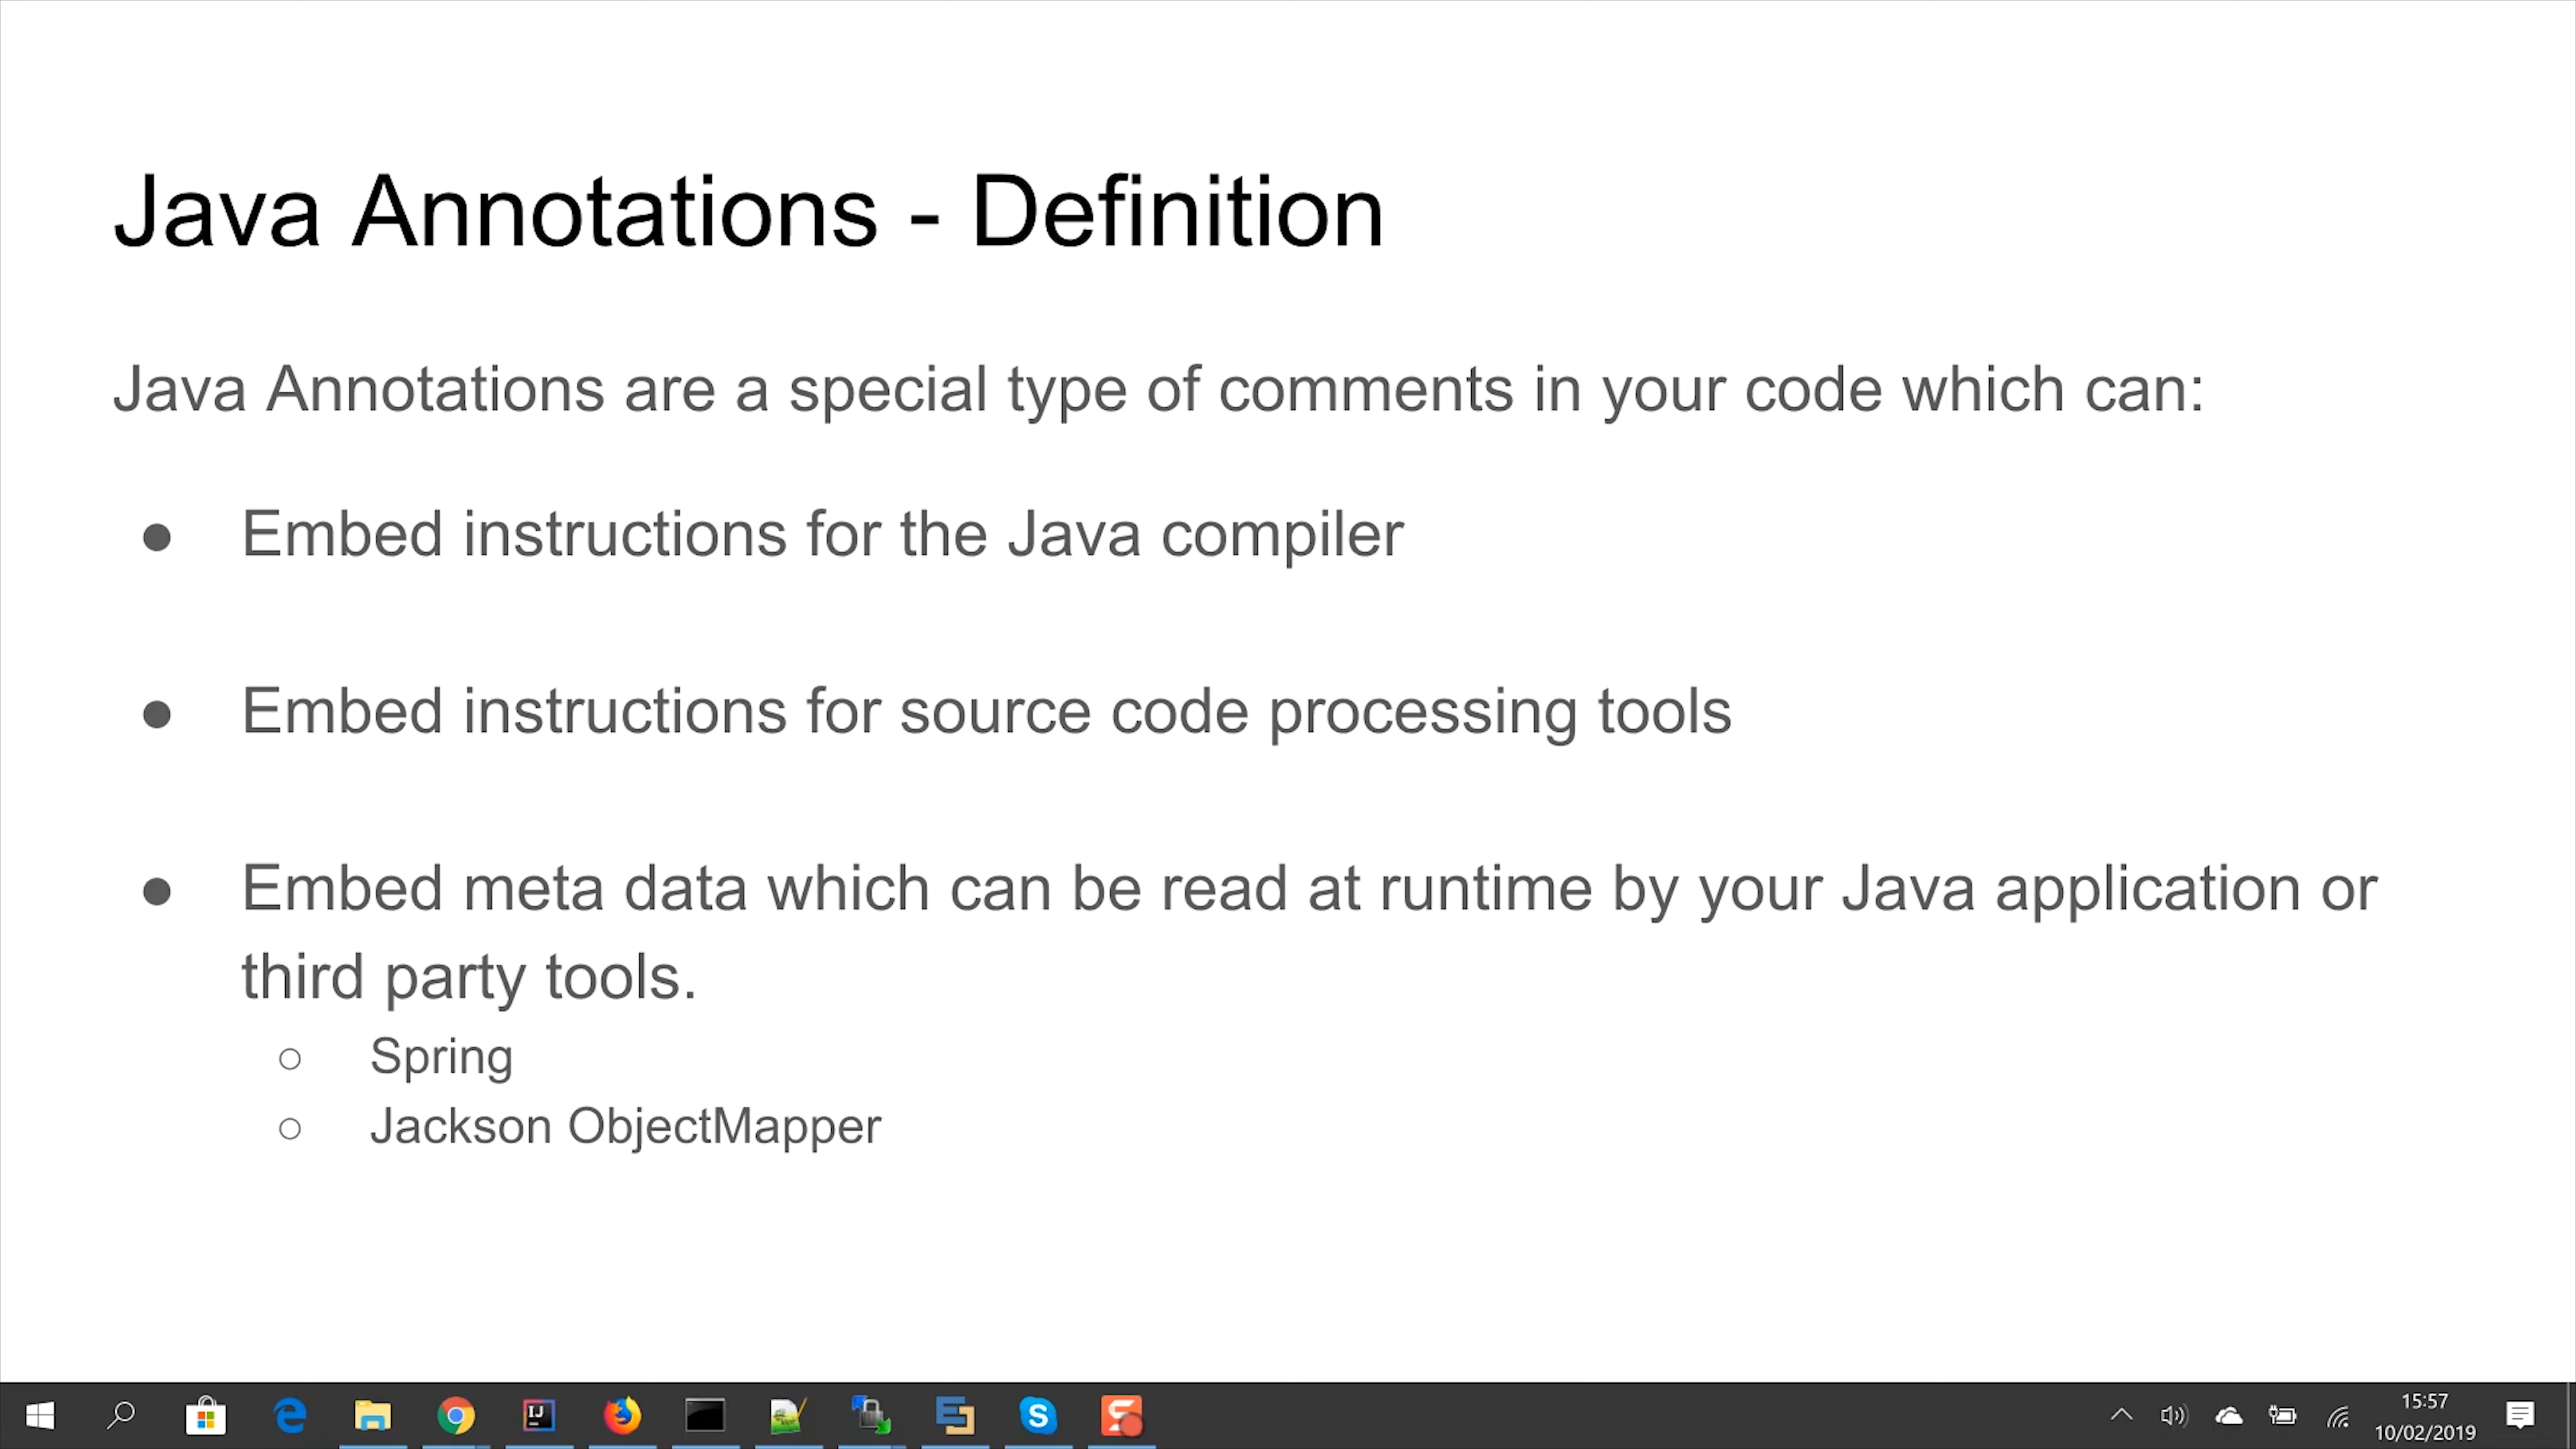 Java Annotations - Definition
Java Annotations are a special type of comments in your code which can:
● Embed instructions for the Java compiler
● Embed instructions for source code processing tools
● Embed meta data which can be read at runtime by your Java application or
third party tools.
○ Spring
○ Jackson ObjectMapper
IJ
S
15:57
10/02/2019